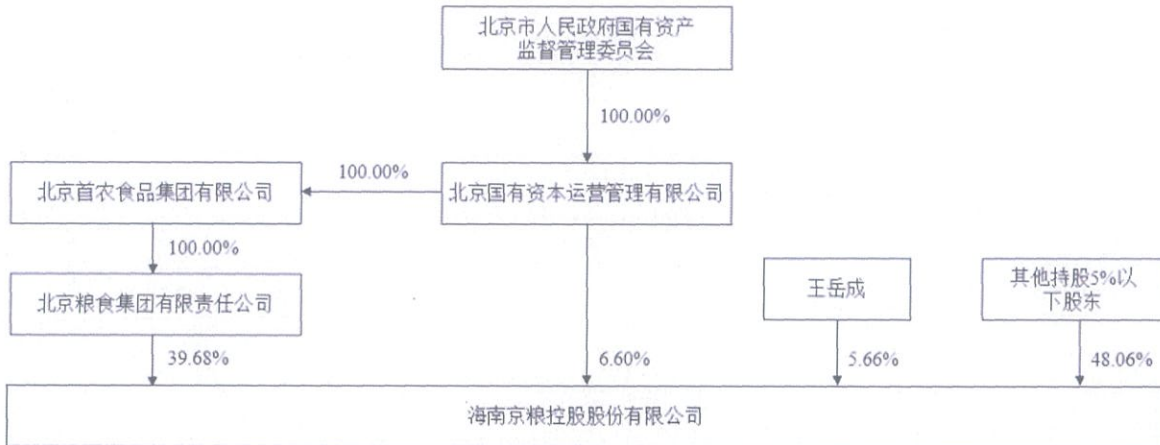 北京市人民政府国有资产
监督管理委员会
100.00%
100.00%
北京首农食品集团有限公司
北京国有资本运营管理有限公司
100.00%
北京粮食集团有限责任公司
王岳成
其他持股5%以
下股东
39.68%
6.60%
5.66%
48.06%
海南京粮控股股份有限公司